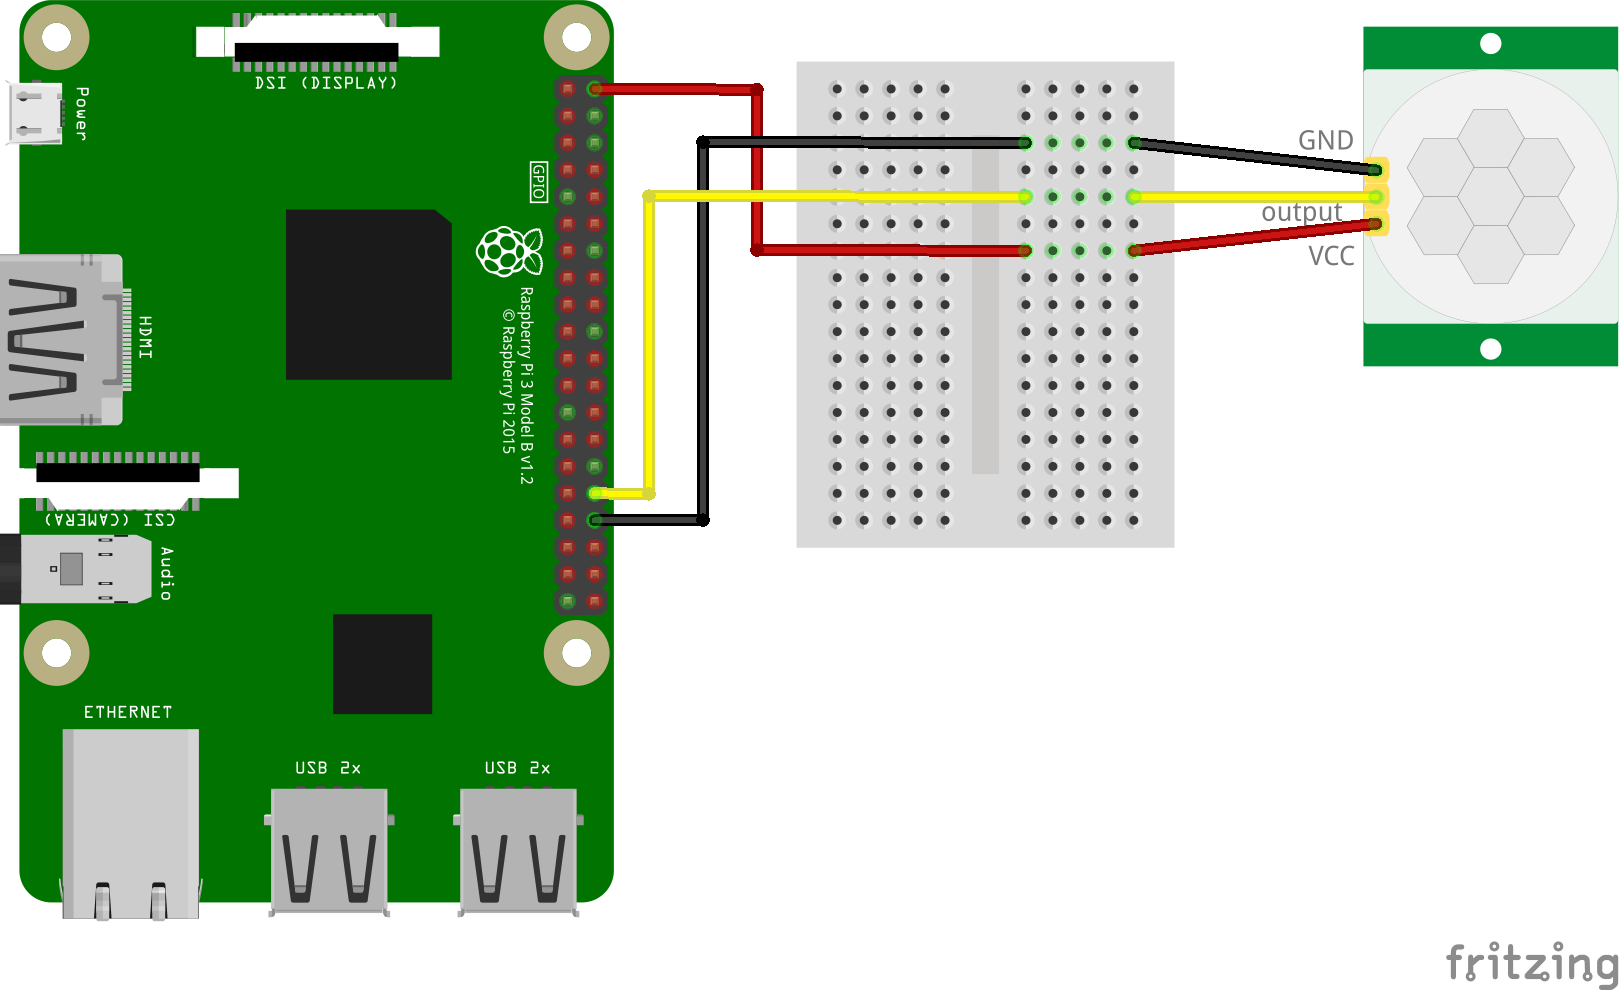 DSI (DISPLAY)
Power
GPIO
GND
output
VCC
Raspberry Pi 3 Model B v1.2
© Raspberry Pi 2015
HDMI
CSI (CAMERA)
Audio
ETHERNET
USB 2x
USB 2x
fritzing